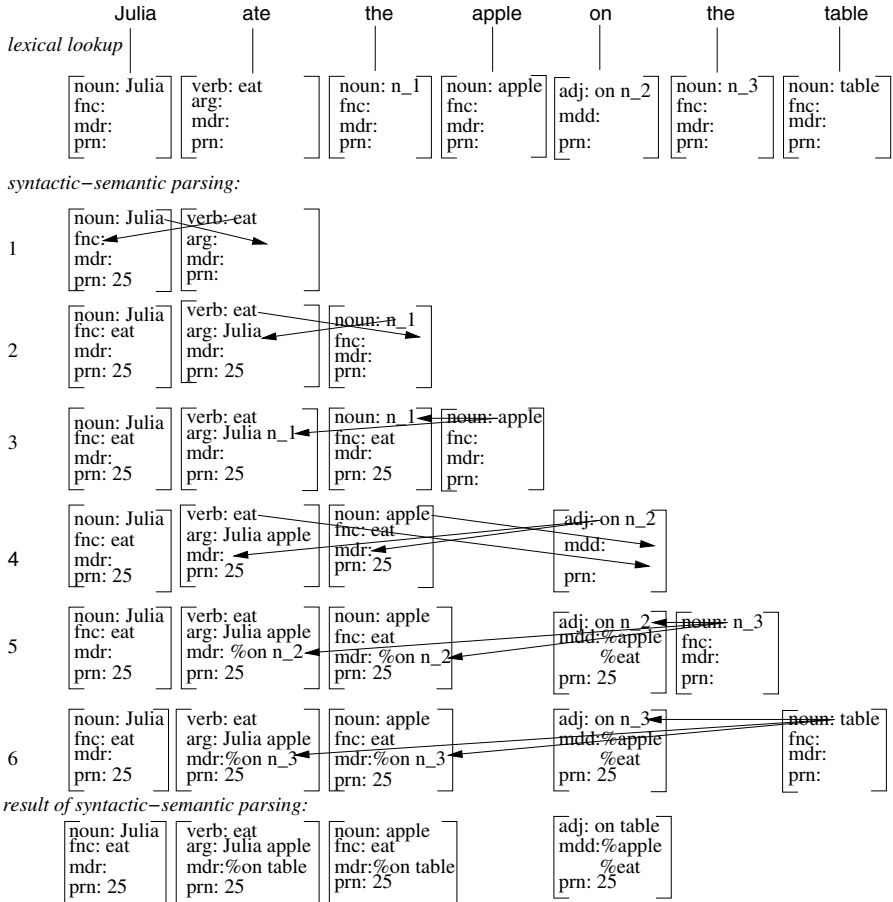 Julia ate the apple on the table
lexical lookup
noun: Julia verb: eat noun: n_1 noun: apple adj: on n_2 noun: n_3 noun: table
fnc: arg: fnc: fnc: mdd: fnc: fnc:
mdr: mdr: mdr: mdr: mdr: mdr:
prn: prn: prn: prn: prn: prn: prn:
syntactic−semantic parsing:
1
noun: Julia verb: eat
fnc: arg:
mdr: mdr:
prn: 25 prn:
2
noun: Julia verb: eat noun: n_1
fnc: eat arg: Julia fnc:
mdr: mdr: mdr:
prn: 25 prn: 25 prn:
3
noun: Julia verb: eat noun: n_1 noun: apple
fnc: eat arg: Julia n_1 fnc: eat fnc:
mdr: mdr: mdr: mdr:
prn: 25 prn: 25 prn: 25 prn:
4
noun: Julia verb: eat noun: apple adj: on n_2
fnc: eat arg: Julia apple fnc: eat mdd:
mdr: mdr: mdr:
prn: 25 prn: 25 prn: 25 prn:
5
noun: Julia verb: eat noun: apple adj: on n_2 noun: n_3
fnc: eat arg: Julia apple fnc: eat mdd:%apple fnc:
mdr: mdr: %on n_2 mdr: %on n_2 %eat mdr:
prn: 25 prn: 25 prn: 25 prn: 25 prn:
6
noun: Julia verb: eat noun: apple adj: on n_3 noun: table
fnc: eat arg: Julia apple fnc: eat mdd:%apple fnc:
mdr: mdr:%on n_3 mdr:%on n_3 %eat mdr:
prn: 25 prn: 25 prn: 25 prn: 25 prn:
result of syntactic−semantic parsing:
noun: Julia verb: eat noun: apple adj: on table
fnc: eat arg: Julia apple fnc: eat mdd:%apple
mdr: mdr:%on table mdr:%on table %eat
prn: 25 prn: 25 prn: 25 prn: 25